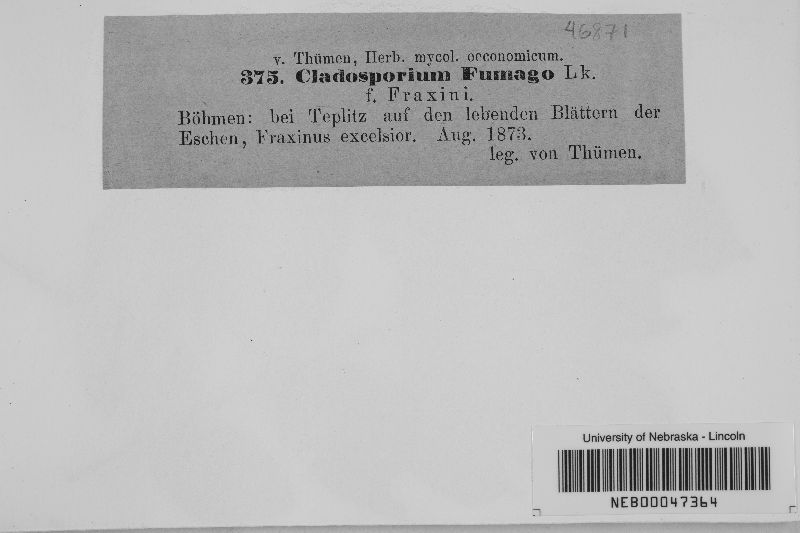 46871
v. Thümen, Herb. mycol. oeconomicum.
375. Cladosporium Fumago Lk.
f. Fraxini.
Böhmen: bei Teplitz auf den lebenden Blättern der
Eschen, Fraxinus excelsior. Aug. 1873.
leg. von Thümen.
University of Nebraska - Lincoln
NEB00047364